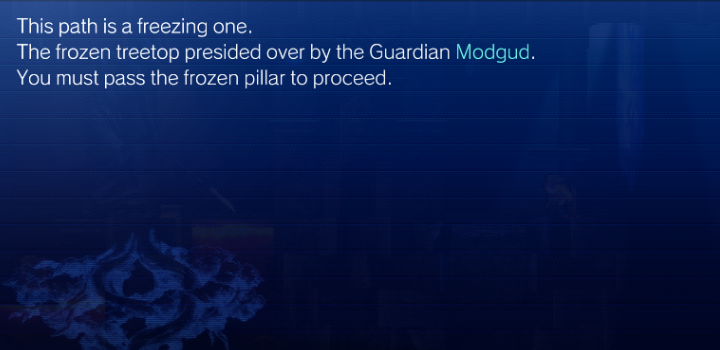 This path is a freezing one.
The frozen treetop presided over by the Guardian Modgud.
You must pass the frozen pillar to proceed.